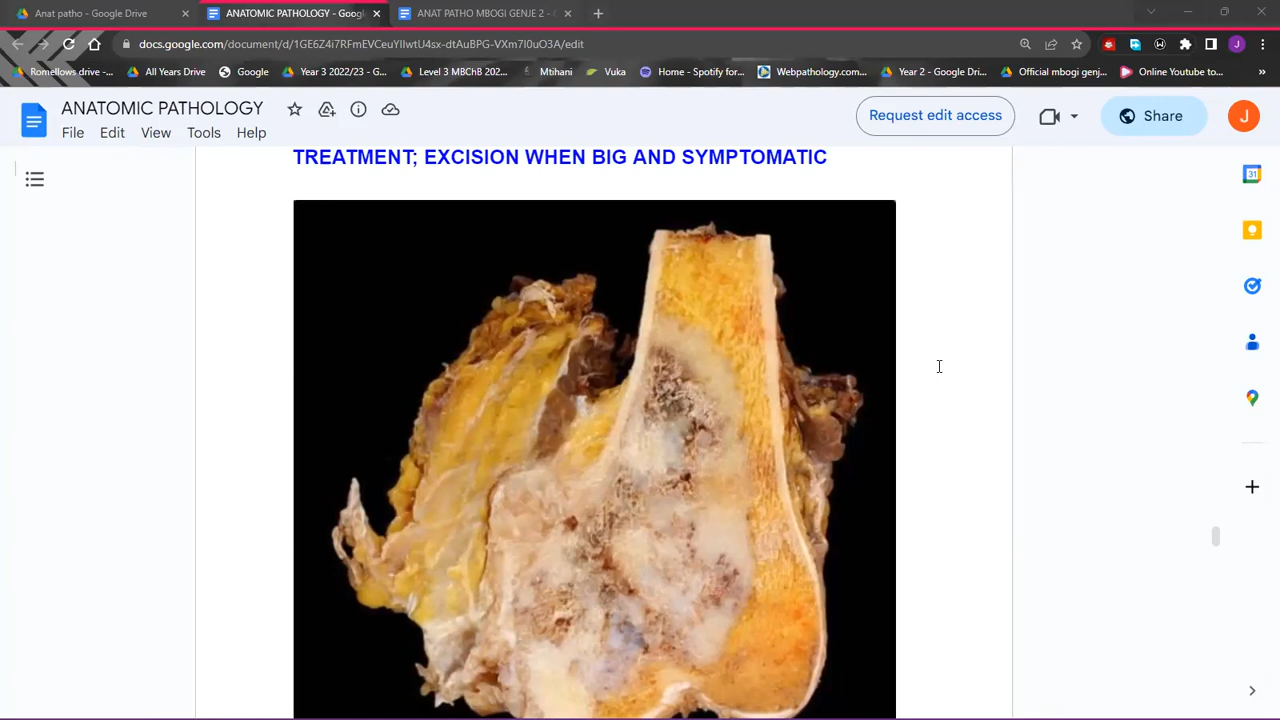 Anat patho - Google Drive
ANATOMIC PATHOLOGY - Googl
ANAT PATHO MBOGI GENJE 2 -
docs.google.com/document/d/1GE6Z4i7RFmEVCeuYIlwtU4sx-dtAuBPG-VXm7I0uO3A/edit
J
Romellows drive -...
All Years Drive
Google
Year 3 2022/23 - G...
Level 3 MBChB 202...
Mtihani
Vuka
Home - Spotify for...
Webpathology.com...
Year 2 - Google Dri...
Official mbogi genj...
Online Youtube to...
»
ANATOMIC PATHOLOGY
File Edit View Tools Help
Request edit access
Share
J
TREATMENT; EXCISION WHEN BIG AND SYMPTOMATIC
31